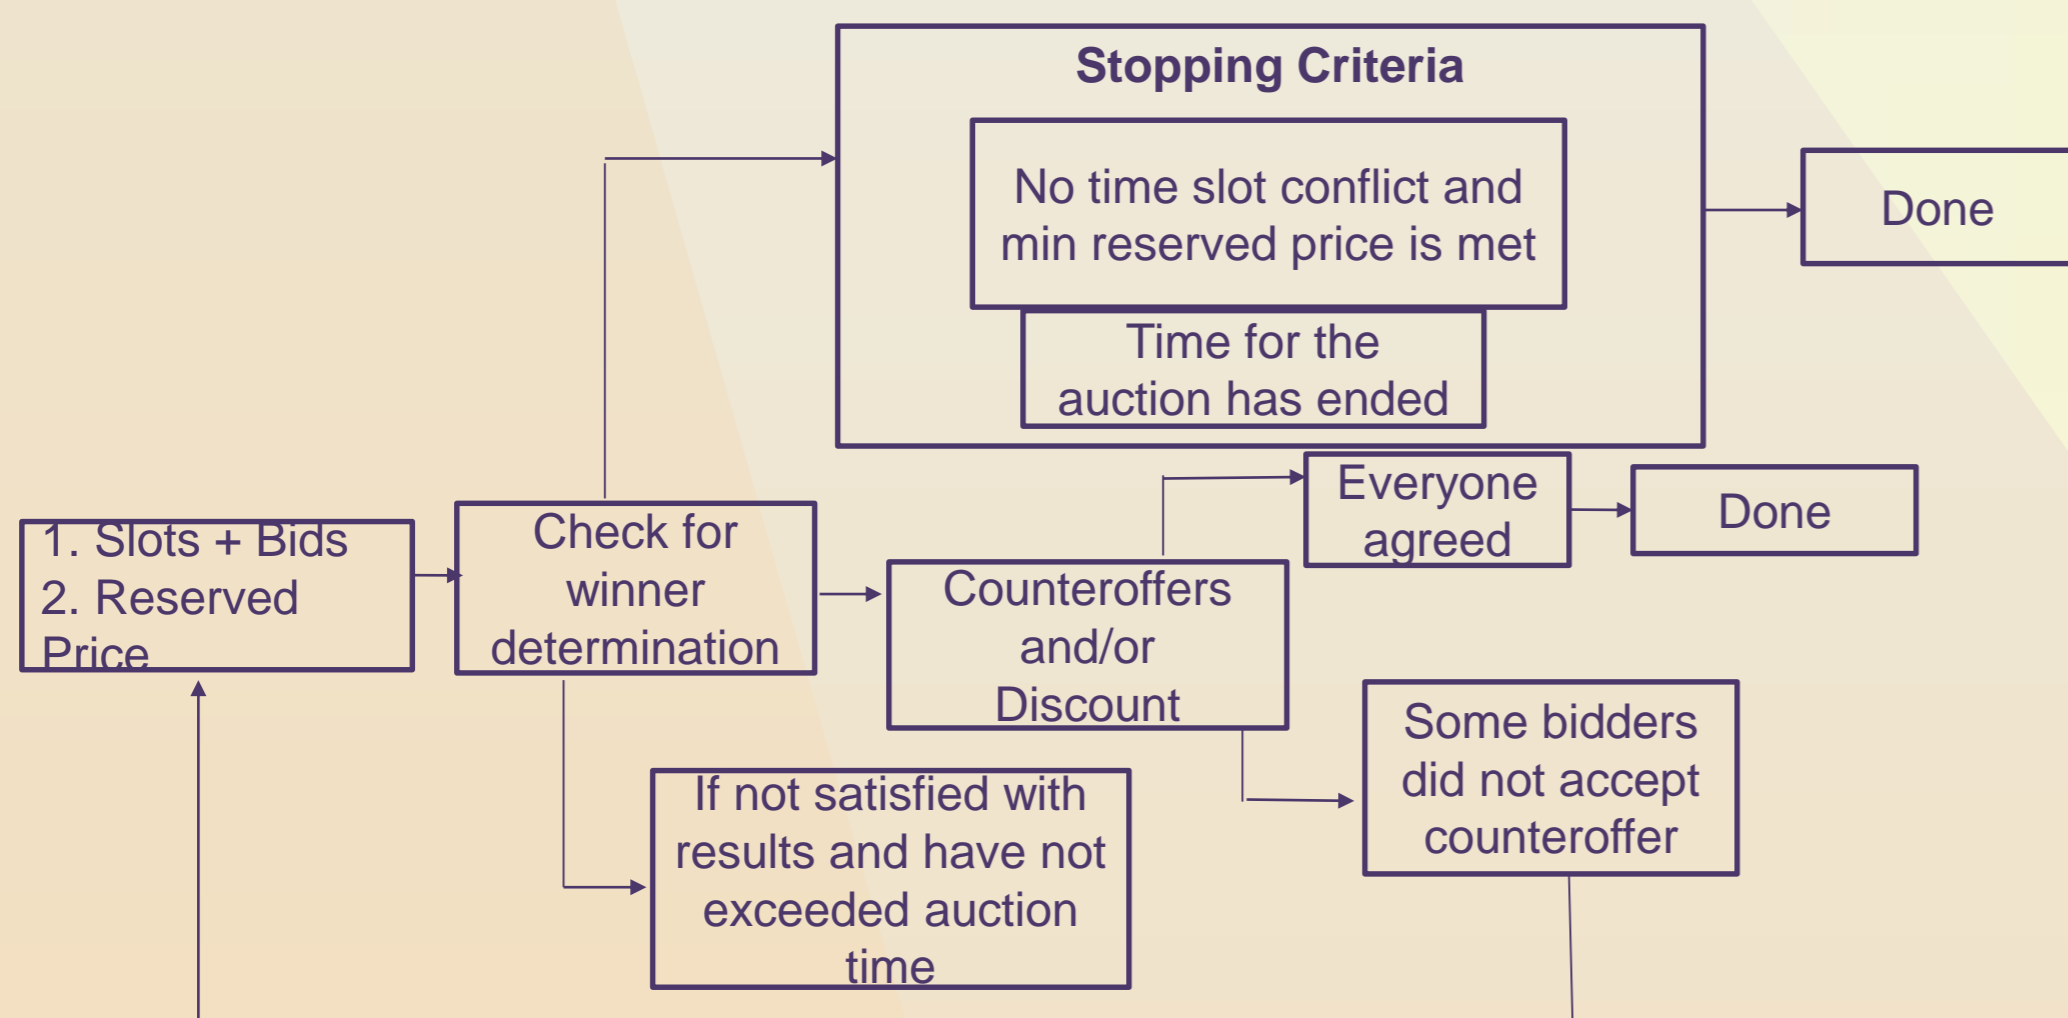 Stopping Criteria
No time slot conflict and
min reserved price is met
Time for the
auction has ended
Done
1. Slots + Bids
2. Reserved
Price
Check for
winner
determination
Counteroffers
and/or
Discount
Everyone
agreed
Done
If not satisfied with
results and have not
exceeded auction
time
Some bidders
did not accept
counteroffer